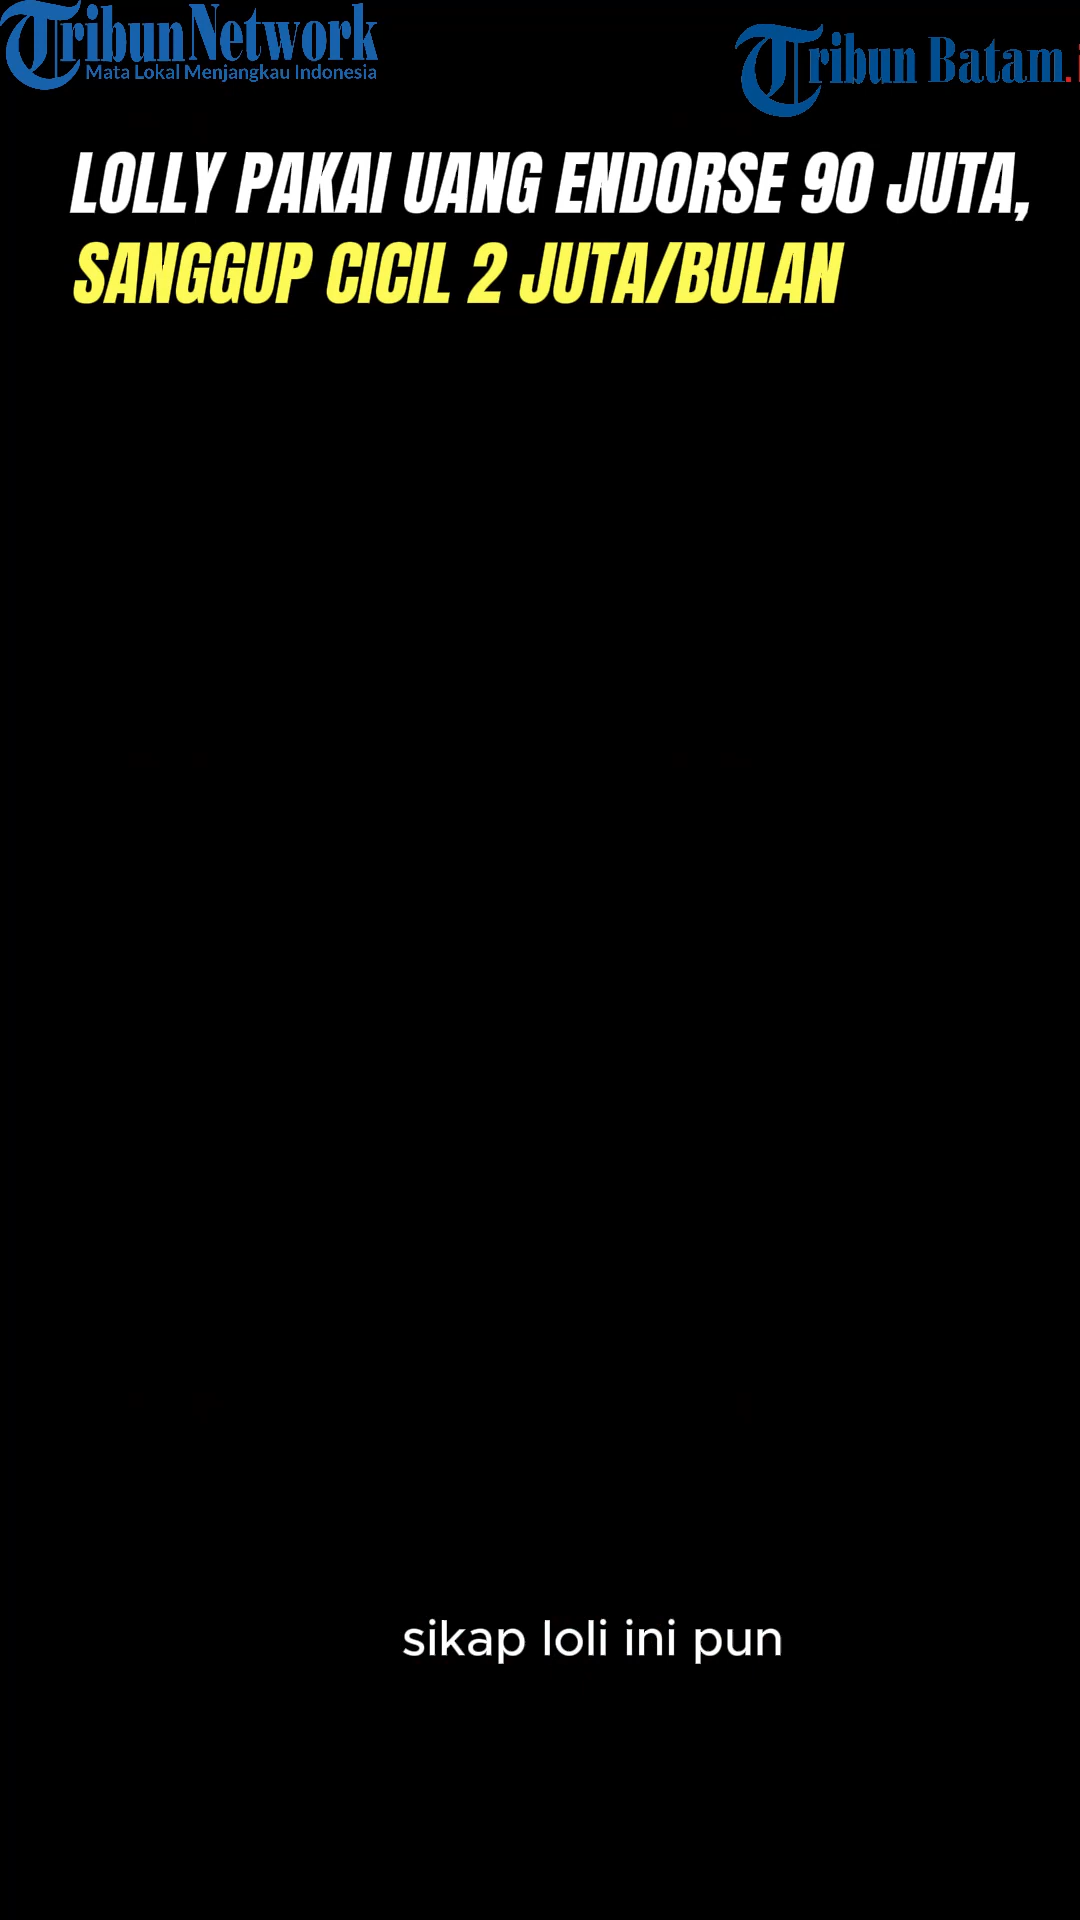 TribunNetwork
Mata Lokal Menjangkau Indonesia
Tribun Batam.
LOLLY PAKAI UANG ENDORSE 90 JUTA,
SANGGUP CICIL 2 JUTA/BULAN
sikap loli ini pun